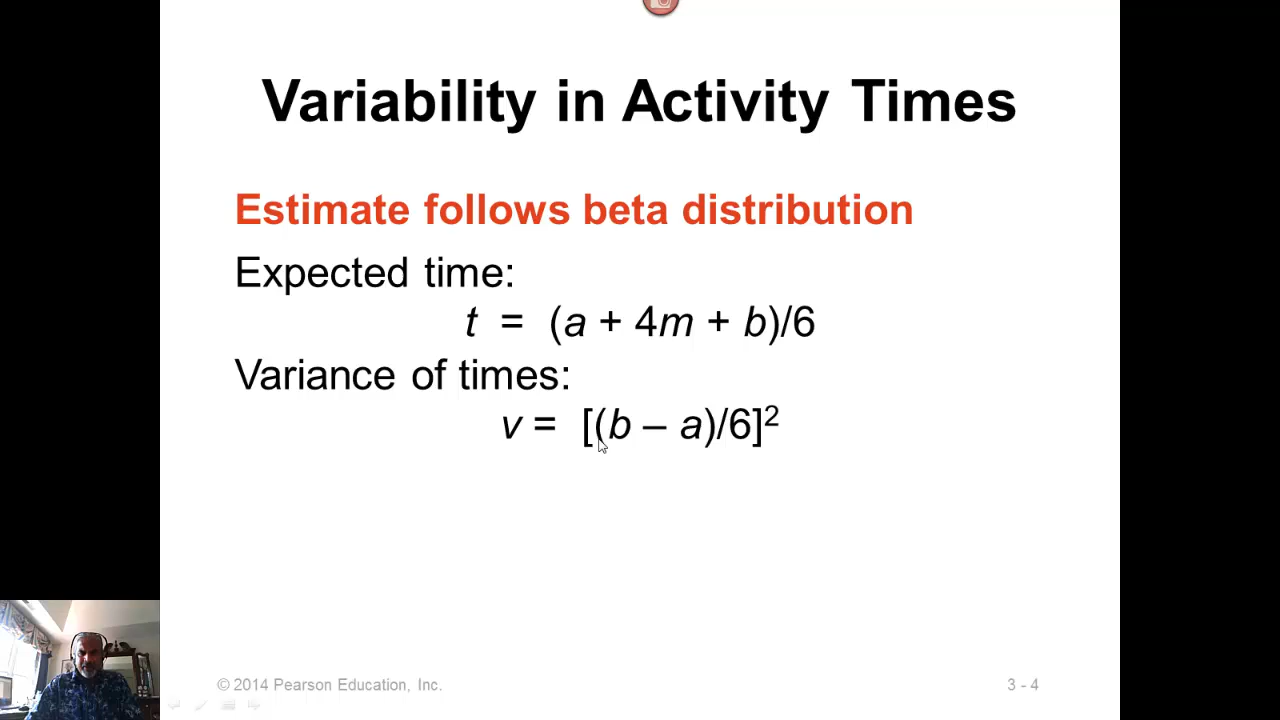 Variability in Activity Times
Estimate follows beta distribution
Expected time:
t = (a + 4m + b)/6
Variance of times:
v = [(b – a)/6]²
© 2014 Pearson Education, Inc.
3 - 4